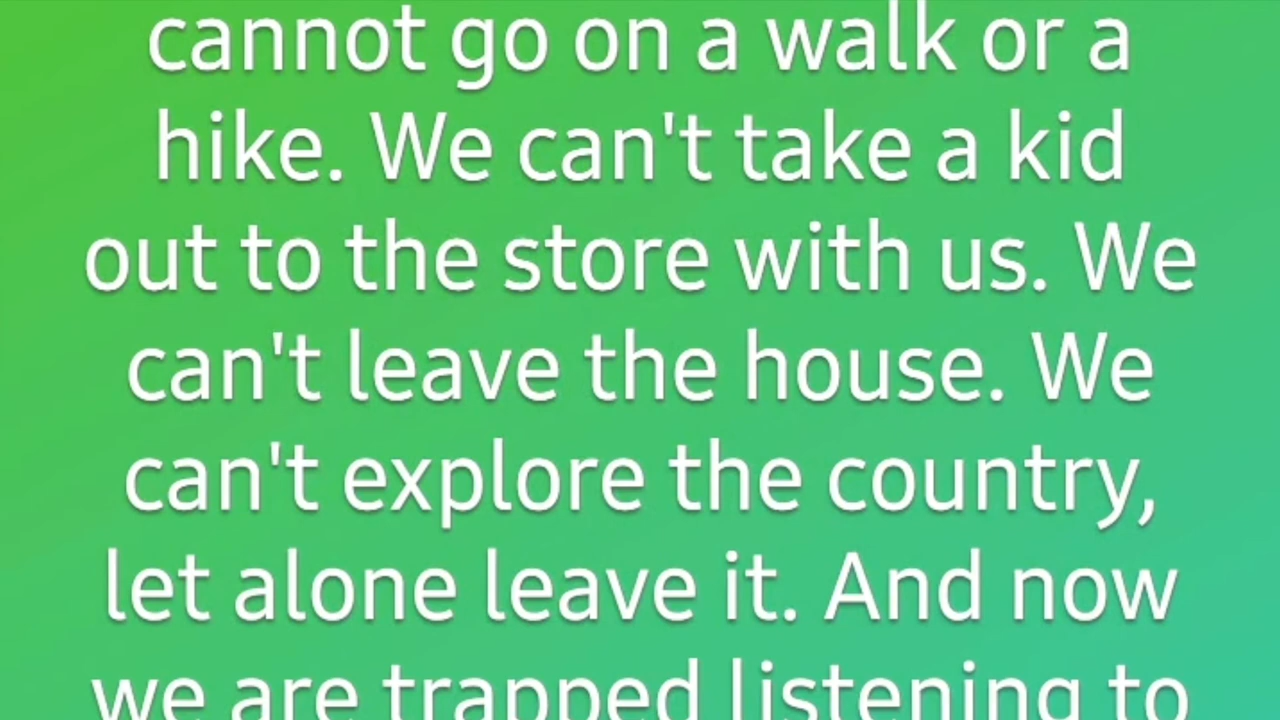 cannot go on a walk or a
hike. We can't take a kid
out to the store with us. We
can't leave the house. We
can't explore the country,
let alone leave it. And now
we are trapped listening to